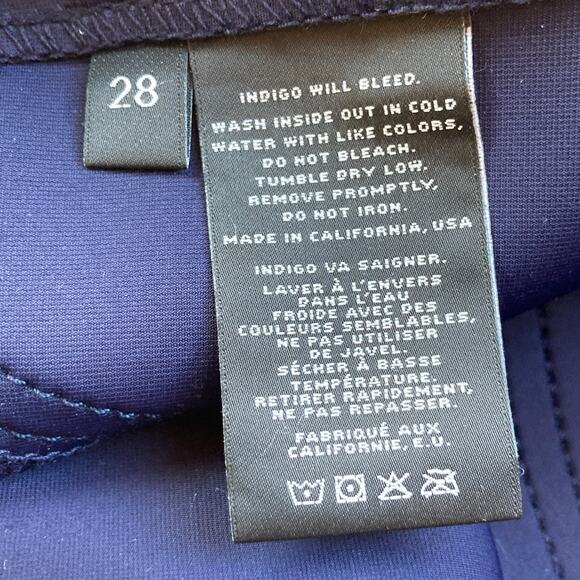 28
INDIGO WILL BLEED.
WASH INSIDE OUT IN COLD
WATER WITH LIKE COLORS,
DO NOT BLEACH.
TUMBLE DRY LOW.
REMOVE PROMPTLY,
DO NOT IRON.
MADE IN CALIFORNIA, USA
INDIGO VA SAIGNER.
LAVER À L'ENVERS
DANS L'EAU
FROIDE AVEC DES
COULEURS SEMBLABLES,
NE PAS UTILISER
DE JAVEL.
SÉCHER À BASSE
TEMPÉRATURE.
RETIRER RAPIDEMENT,
NE PAS REPASSER.
FABRIQUÉ AUX
CALIFORNIE, E.U.